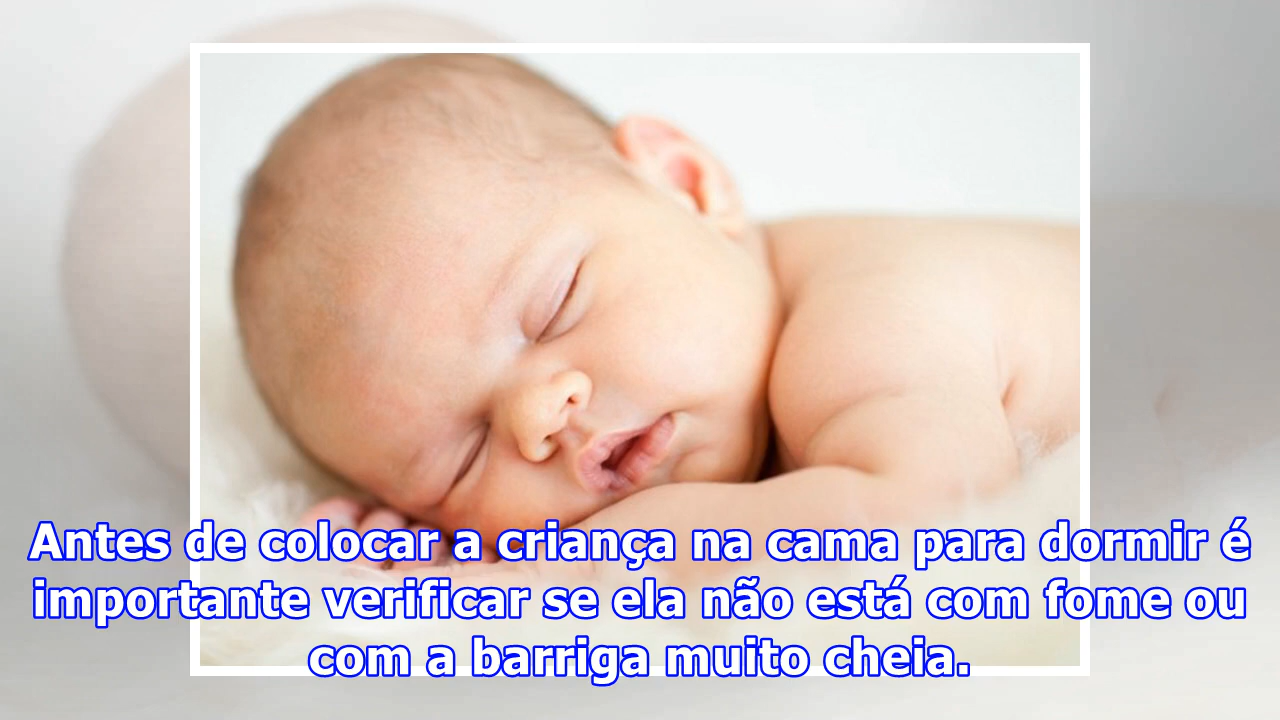 Antes de colocar a criança na cama para dormir é
importante verificar se ela não está com fome ou
com a barriga muito cheia.